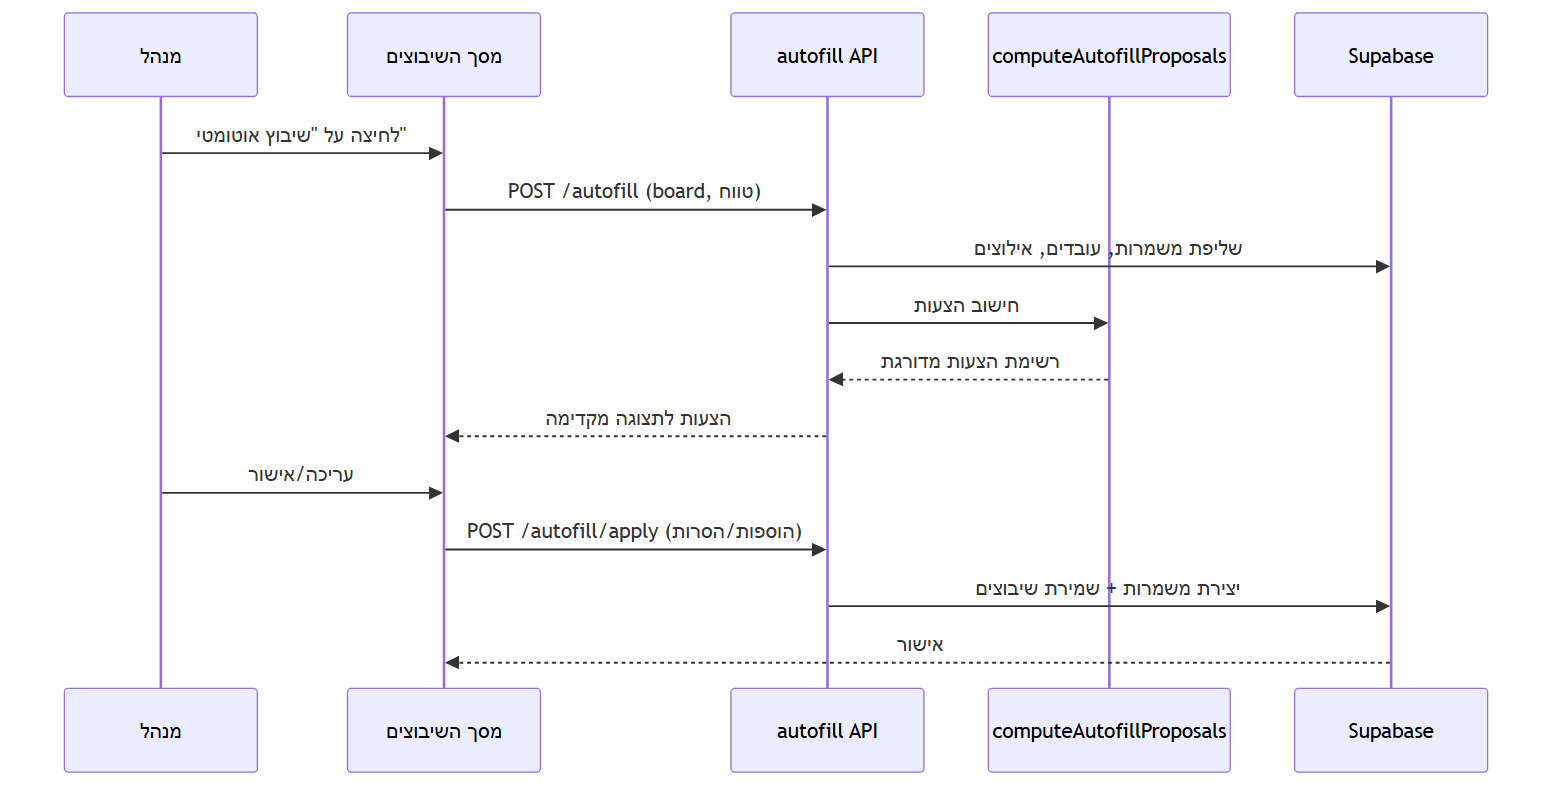 מנהל
מסך השיבוצים
autofill API
computeAutofillProposals
Supabase
לחיצה על "שיבוץ אוטומטי"
POST /autofill (board, טווח)
שליפת משמרות, עובדים, אילוצים
חישוב הצעות
רשימת הצעות מדורגת
הצעות לתצוגה מקדימה
עריכה/אישור
POST /autofill/apply (הוספות/הסרות)
יצירת משמרות + שמירת שיבוצים
אישור
מנהל
מסך השיבוצים
autofill API
computeAutofillProposals
Supabase